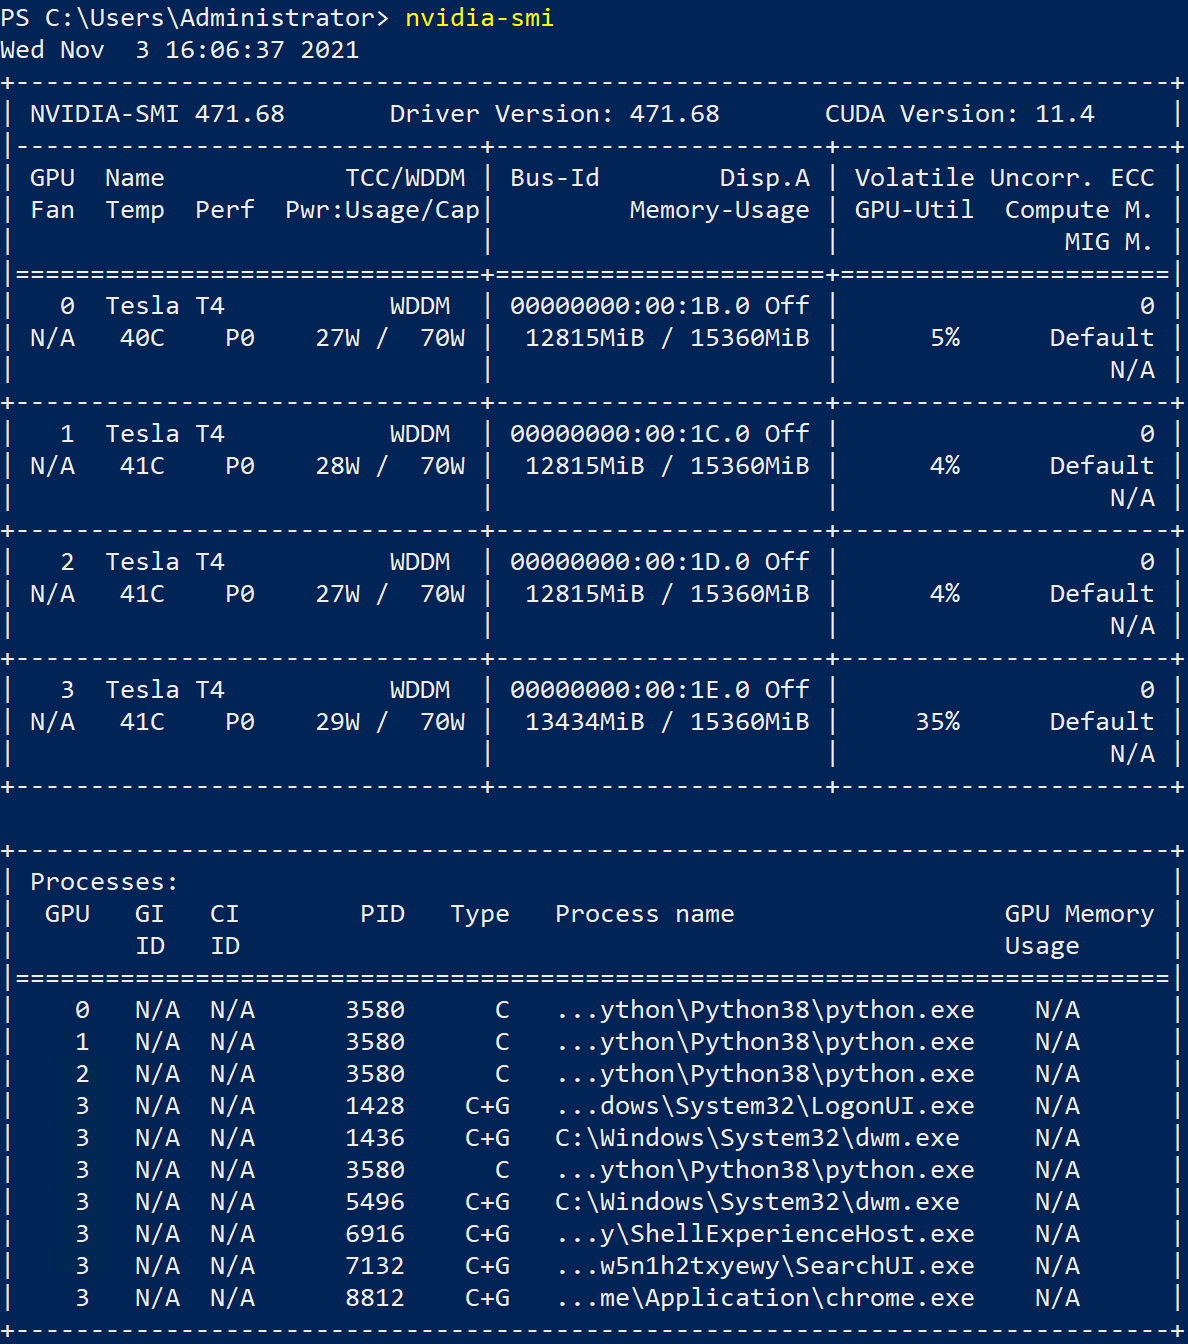 PS C:\Users\Administrator> nvidia-smi
Wed Nov  3 16:06:37 2021
+-----------------------------------------------------------------------------+
| NVIDIA-SMI 471.68       Driver Version: 471.68       CUDA Version: 11.4     |
|-------------------------------+----------------------+----------------------+
| GPU  Name            TCC/WDDM | Bus-Id        Disp.A | Volatile Uncorr. ECC |
| Fan  Temp  Perf  Pwr:Usage/Cap|         Memory-Usage | GPU-Util  Compute M. |
|                               |                      |               MIG M. |
|===============================+======================+======================|
|   0  Tesla T4           WDDM  | 00000000:00:1B.0 Off |                    0 |
| N/A   40C    P0    27W /  70W |  12815MiB / 15360MiB |      5%      Default |
|                               |                      |                  N/A |
+-------------------------------+----------------------+----------------------+
|   1  Tesla T4           WDDM  | 00000000:00:1C.0 Off |                    0 |
| N/A   41C    P0    28W /  70W |  12815MiB / 15360MiB |      4%      Default |
|                               |                      |                  N/A |
+-------------------------------+----------------------+----------------------+
|   2  Tesla T4           WDDM  | 00000000:00:1D.0 Off |                    0 |
| N/A   41C    P0    27W /  70W |  12815MiB / 15360MiB |      4%      Default |
|                               |                      |                  N/A |
+-------------------------------+----------------------+----------------------+
|   3  Tesla T4           WDDM  | 00000000:00:1E.0 Off |                    0 |
| N/A   41C    P0    29W /  70W |  13434MiB / 15360MiB |     35%      Default |
|                               |                      |                  N/A |
+-------------------------------+----------------------+----------------------+

+-----------------------------------------------------------------------------+
| Processes:                                                                  |
|  GPU   GI   CI        PID   Type   Process name                  GPU Memory |
|        ID   ID                                                   Usage      |
|=============================================================================|
|    0   N/A  N/A      3580      C   ...ython\Python38\python.exe    N/A      |
|    1   N/A  N/A      3580      C   ...ython\Python38\python.exe    N/A      |
|    2   N/A  N/A      3580      C   ...ython\Python38\python.exe    N/A      |
|    3   N/A  N/A      1428    C+G   ...dows\System32\LogonUI.exe    N/A      |
|    3   N/A  N/A      1436    C+G   C:\Windows\System32\dwm.exe     N/A      |
|    3   N/A  N/A      3580      C   ...ython\Python38\python.exe    N/A      |
|    3   N/A  N/A      5496    C+G   C:\Windows\System32\dwm.exe     N/A      |
|    3   N/A  N/A      6916    C+G   ...y\ShellExperienceHost.exe    N/A      |
|    3   N/A  N/A      7132    C+G   ...w5n1h2txyewy\SearchUI.exe    N/A      |
|    3   N/A  N/A      8812    C+G   ...me\Application\chrome.exe    N/A      |
+-----------------------------------------------------------------------------+